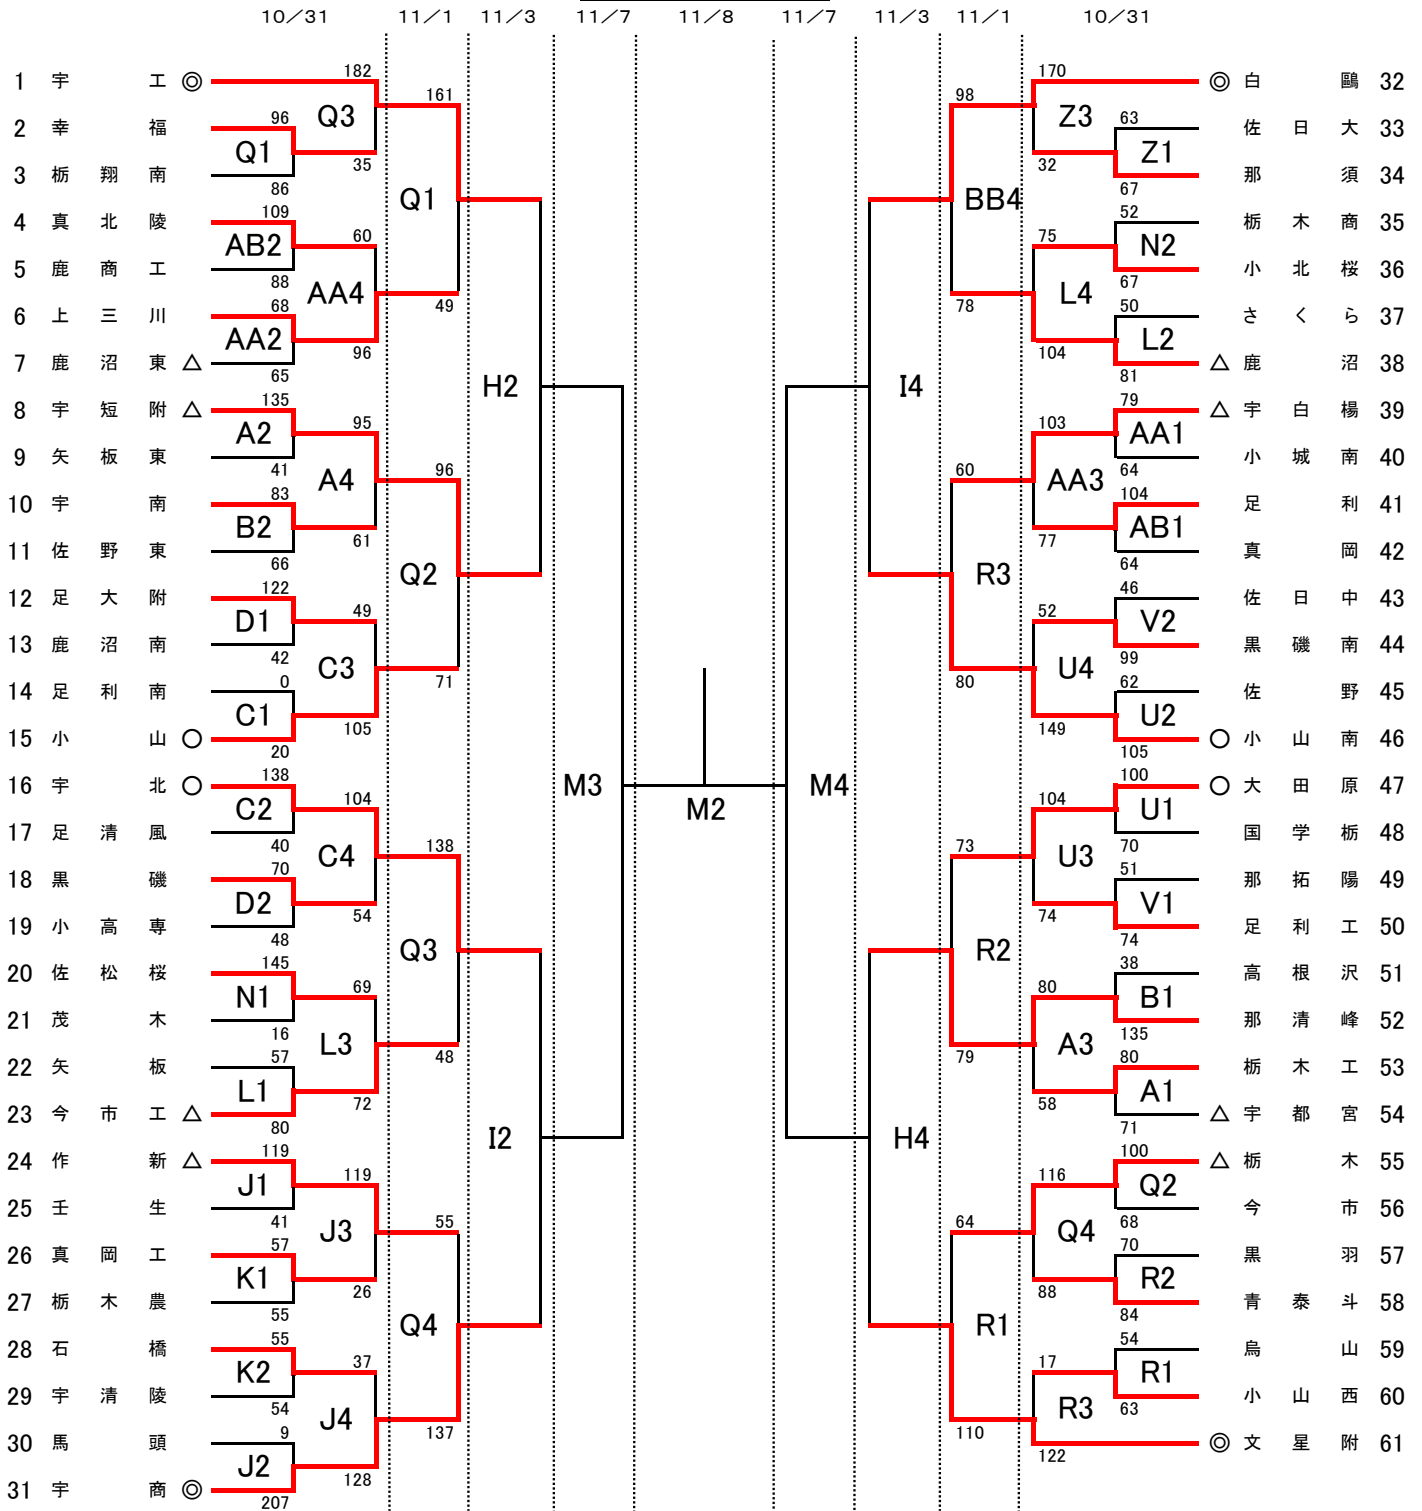 10／31 11／1 11／3 11／7 11／8 11／7 11／3 11／1 10／31
182 170
1 宇 工 ◎ ◎ 白 鷗 32
161 98
96 Q3 Z3 63
2 幸 福 佐 日 大 33
Q1 35 32 Z1
3 栃 翔 南 那 須 34
86 Q1 BB4 67
109 52
4 真 北 陵 栃 木 商 35
AB2 60 75 N2
5 鹿 商 工 小 北 桜 36
88 AA4 49 78 L4 67
68 50
6 上 三 川 さ く ら 37
AA2 96 104 L2
7 鹿 沼 東 △ △ 鹿 沼 38
65 H2 I4 81
135 79
8 宇 短 附 △ △ 宇 白 楊 39
A2 95 103 AA1
9 矢 板 東 小 城 南 40
41 A4 96 60 AA3 64
83 104
10 宇 南 足 利 41
B2 61 77 AB1
11 佐 野 東 真 岡 42
66 Q2 R3 64
122 46
12 足 大 附 佐 日 中 43
D1 49 52 V2
13 鹿 沼 南 黒 磯 南 44
42 C3 71 80 U4 99
0 62
14 足 利 南 佐 野 45
C1 105 149 U2
15 小 山 ○ ○ 小 山 南 46
20 105
138 M3 M2 M4 100
16 宇 北 ○ ○ 大 田 原 47
C2 104 104 U1
17 足 清 風 国 学 栃 48
40 C4 138 73 U3 70
70 51
18 黒 磯 那 拓 陽 49
D2 54 74 V1
19 小 高 専 足 利 工 50
48 Q3 R2 74
145 38
20 佐 松 桜 高 根 沢 51
N1 69 80 B1
21 茂 木 那 清 峰 52
16 L3 48 79 A3 135
57 80
22 矢 板 栃 木 工 53
L1 72 58 A1
23 今 市 工 △ △ 宇 都 宮 54
80 I2 H4 71
119 100
24 作 新 △ △ 栃 木 55
J1 119 116 Q2
25 壬 生 今 市 56
41 J3 55 64 Q4 68
57 70
26 真 岡 工 黒 羽 57
K1 26 88 R2
27 栃 木 農 青 泰 斗 58
55 Q4 R1 84
55 54
28 石 橋 烏 山 59
K2 37 17 R1
29 宇 清 陵 小 山 西 60
54 J4 137 110 R3 63
9
30 馬 頭 ◎ 文 星 附 61
J2 128 122
31 宇 商 ◎
207